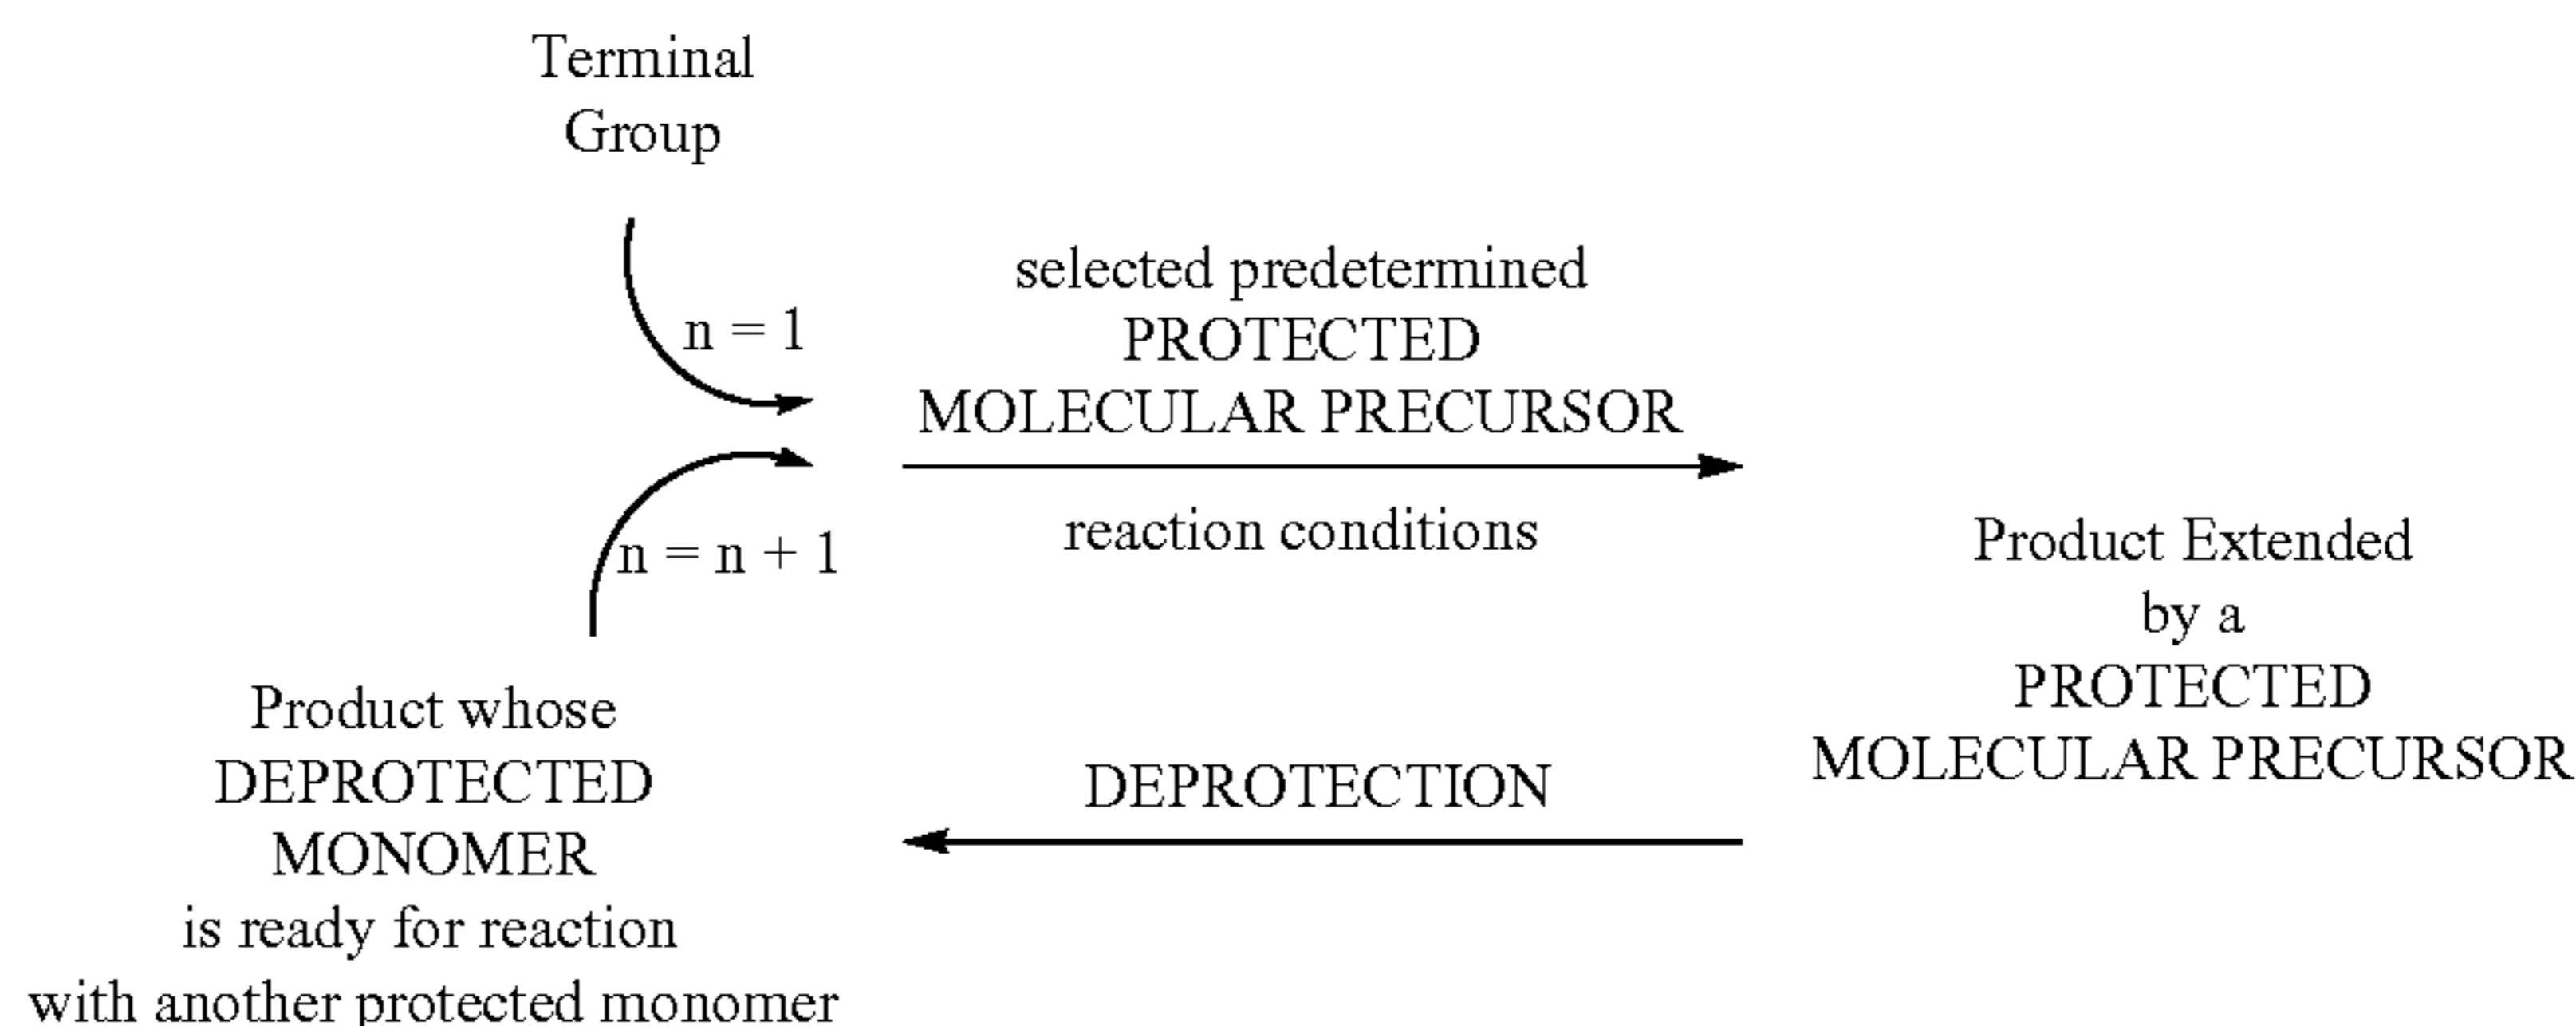 Terminal
Group
n = 1
selected predetermined
PROTECTED
MOLECULAR PRECURSOR
reaction conditions
n = n + 1
Product Extended
by a
PROTECTED
MOLECULAR PRECURSOR
DEPROTECTION
Product whose
DEPROTECTED
MONOMER
is ready for reaction
with another protected monomer